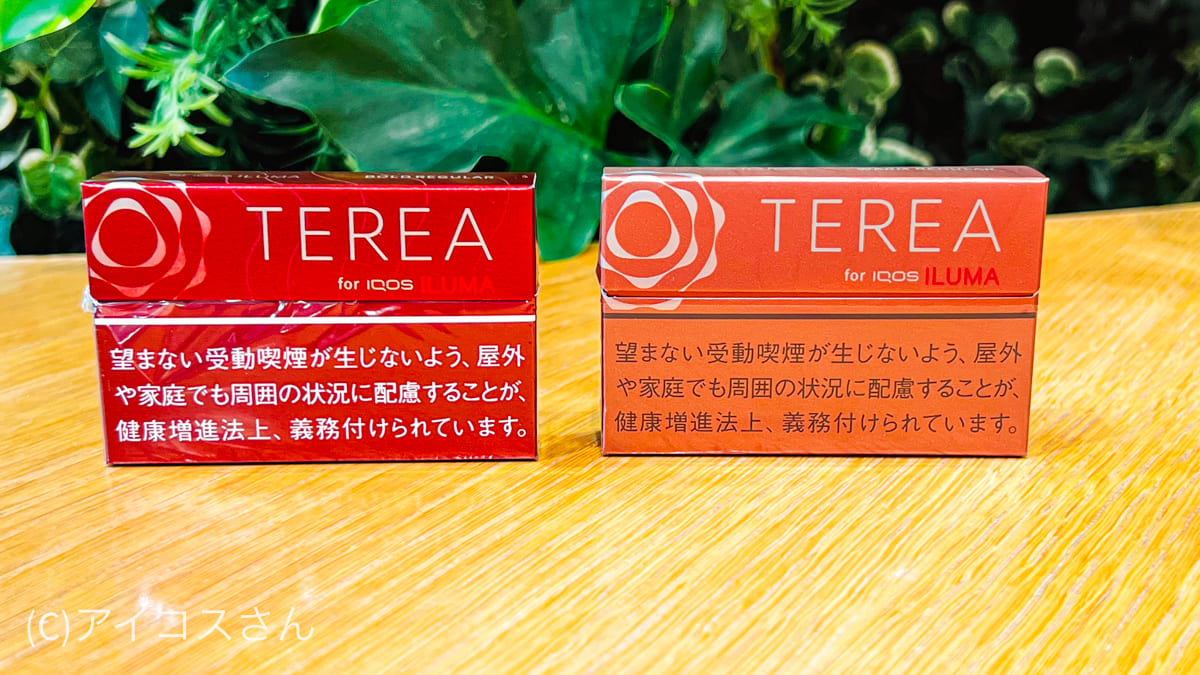 ILUMA BOLD REGULAR
TEREA
for IQOS ILUMA
望まない受動喫煙が生じないよう、屋外
や家庭でも周囲の状況に配慮することが、
健康増進法上、義務付けられています。
WARM REGULAR
TEREA
for IQOS ILUMA
望まない受動喫煙が生じないよう、屋外
や家庭でも周囲の状況に配慮することが、
健康増進法上、義務付けられています。
(C)アイコスさん